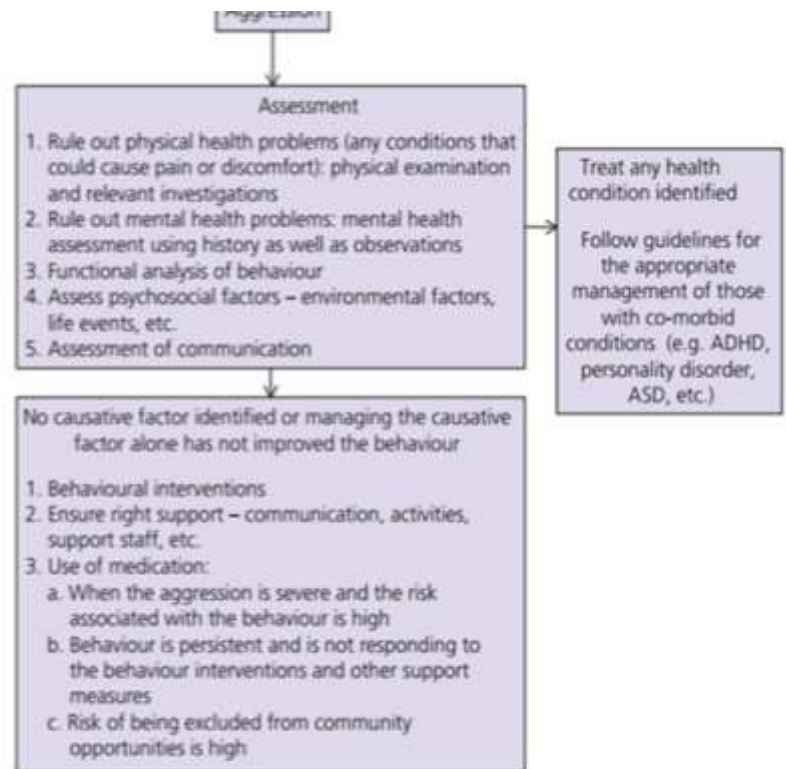 Aggression
Assessment
1. Rule out physical health problems (any conditions that
could cause pain or discomfort): physical examination
and relevant investigations
2. Rule out mental health problems: mental health
assessment using history as well as observations
3. Functional analysis of behaviour
4. Assess psychosocial factors – environmental factors,
life events, etc.
5. Assessment of communication
Treat any health
condition identified
Follow guidelines for
the appropriate
management of those
with co-morbid
conditions (e.g. ADHD,
personality disorder,
ASD, etc.)
No causative factor identified or managing the causative
factor alone has not improved the behaviour
1. Behavioural interventions
2. Ensure right support – communication, activities,
support staff, etc.
3. Use of medication:
a. When the aggression is severe and the risk
associated with the behaviour is high
b. Behaviour is persistent and is not responding to
the behaviour interventions and other support
measures
c. Risk of being excluded from community
opportunities is high